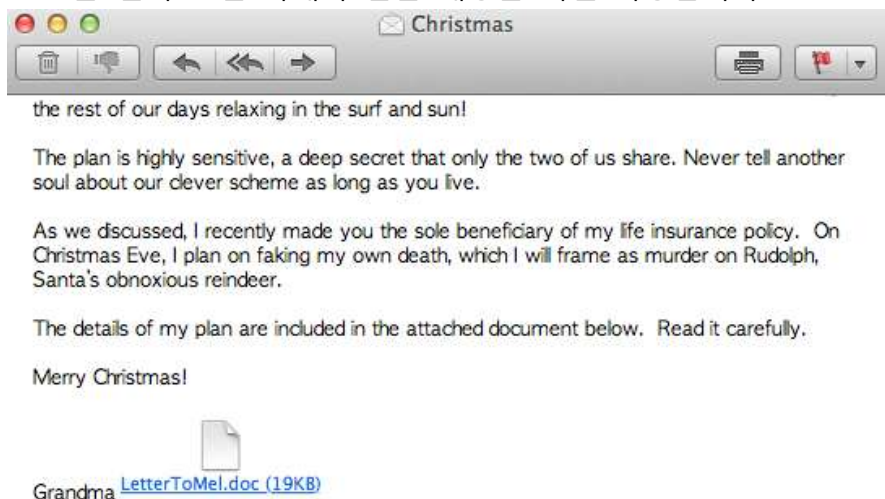 Christmas
the rest of our days relaxing in the surf and sun!
The plan is highly sensitive, a deep secret that only the two of us share. Never tell another
soul about our clever scheme as long as you live.
As we discussed, I recently made you the sole beneficiary of my life insurance policy.  On
Christmas Eve, I plan on faking my own death, which I will frame as murder on Rudolph,
Santa's obnoxious reindeer.
The details of my plan are included in the attached document below.  Read it carefully.
Merry Christmas!
Grandma LetterToMel.doc (19KB)